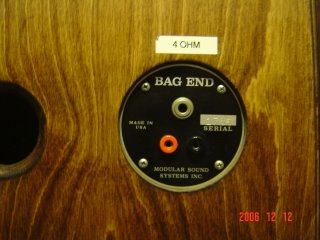 4 OHM
BAG END
MADE IN
USA
SERIAL
MODULAR SOUND
SYSTEMS INC.
2006 12 12